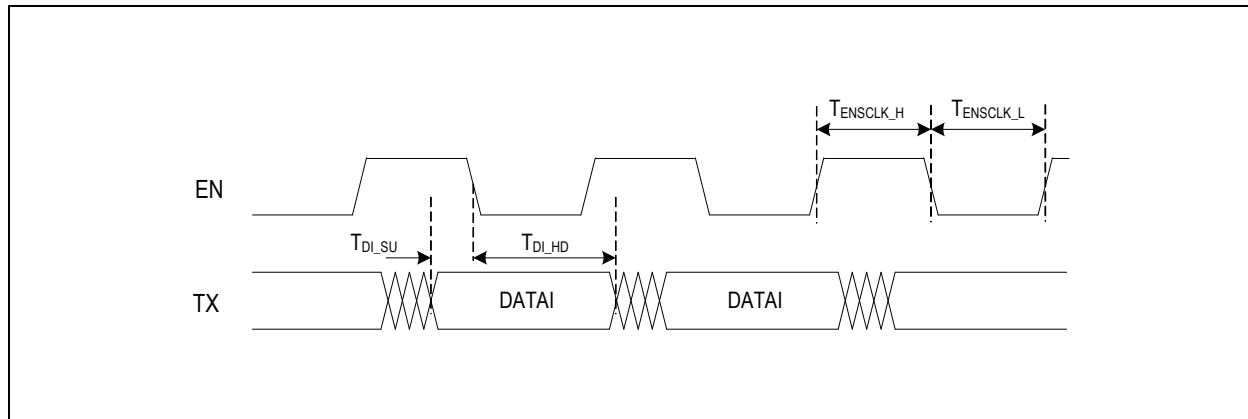 T_ENSCLK_H T_ENSCLK_L
EN
T_DI_SU T_DI_HD
TX DATAI DATAI